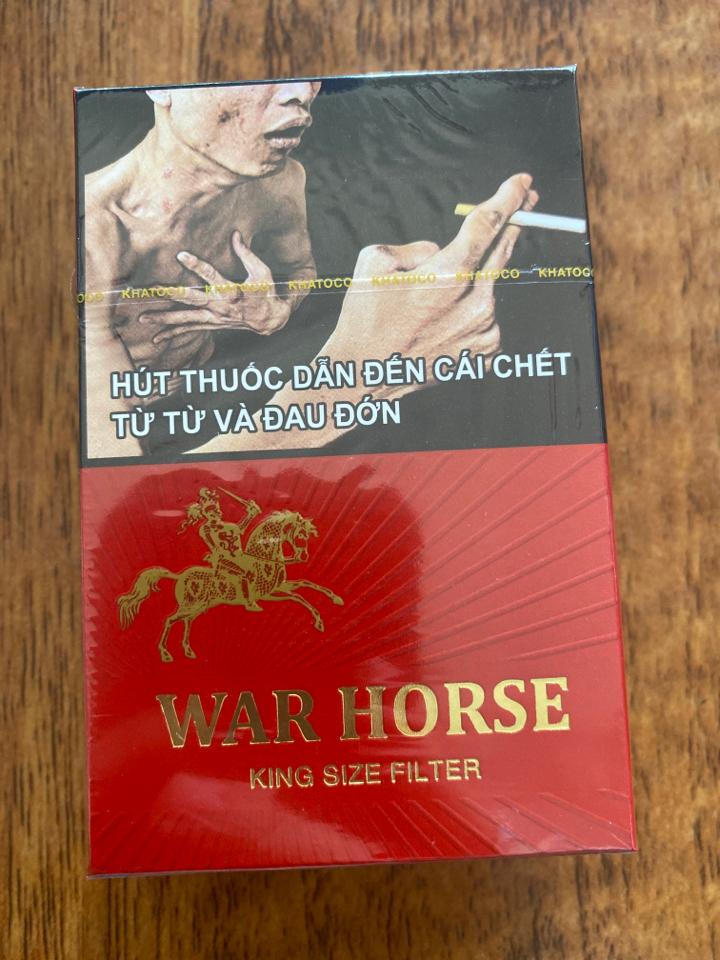 KHATOCO KHATOCO KHATOCO KHATOCO KHATOCO
HÚT THUỐC DẪN ĐẾN CÁI CHẾT
TỪ TỪ VÀ ĐAU ĐỚN
WAR HORSE
KING SIZE FILTER